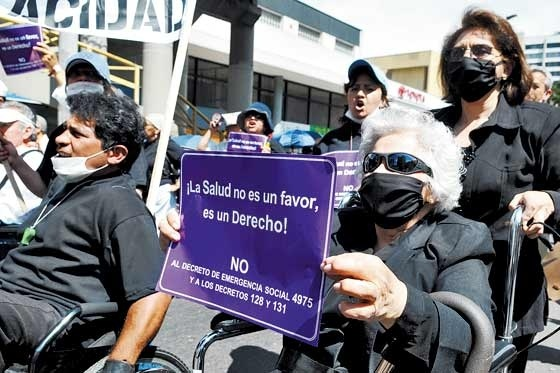 ACIDAD
¡La Salud no es un favor,
es un Derecho!
NO
AL DECRETO DE EMERGENCIA SOCIAL 4975
Y A LOS DECRETOS 128 Y 131
NO